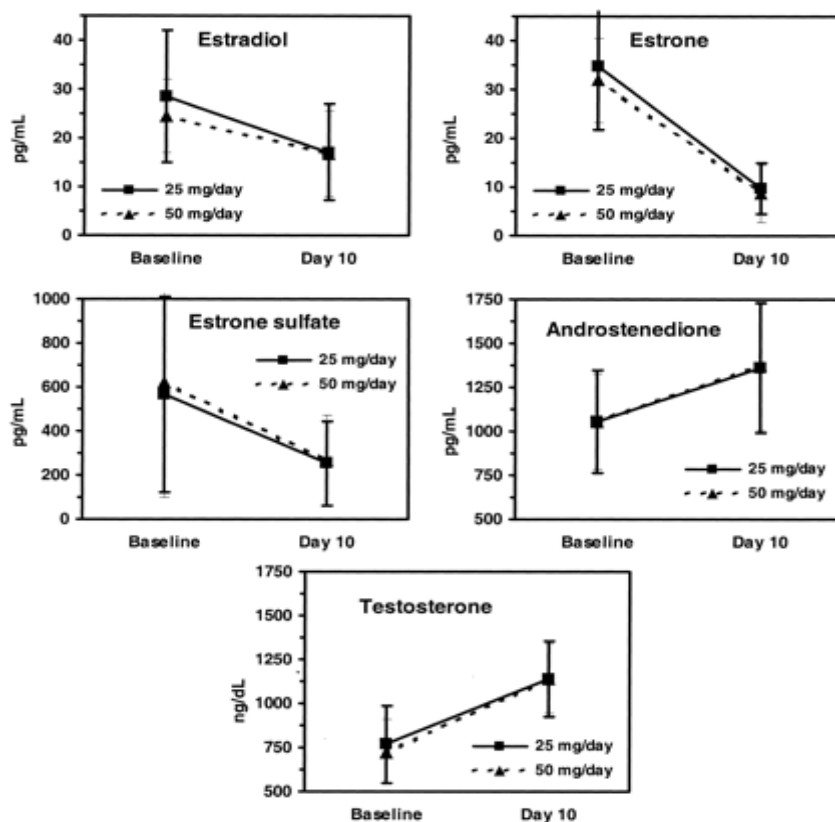 Estradiol
40
30
20
10
0
pg/mL
25 mg/day
50 mg/day
Baseline Day 10
Estrone
40
30
20
10
0
pg/mL
25 mg/day
50 mg/day
Baseline Day 10
Estrone sulfate
1000
800
600
400
200
0
pg/mL
25 mg/day
50 mg/day
Baseline Day 10
Androstenedione
1750
1500
1250
1000
750
500
pg/mL
25 mg/day
50 mg/day
Baseline Day 10
Testosterone
1750
1500
1250
1000
750
500
ng/dL
25 mg/day
50 mg/day
Baseline Day 10